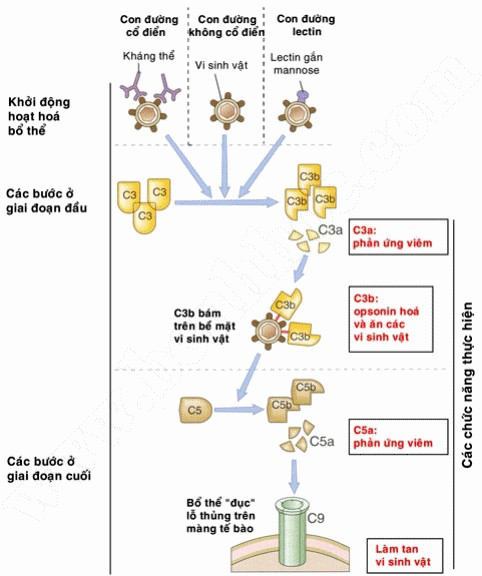 Con đường
cổ điển
Con đường
không cổ điển
Con đường
lectin
Kháng thể
Vi sinh vật
Lectin gắn
mannose
Khởi động
hoạt hoá
bổ thể
Các bước ở
giai đoạn đầu
C3
C3
C3
C3b
C3b
C3b
C3a
C3a:
phản ứng viêm
C3b bám
trên bề mặt
vi sinh vật
C3b
C3b
C3b:
opsonin hoá
và ăn các
vi sinh vật
Các chức năng thực hiện
C5
C5b
C5b
C5a
C5a:
phản ứng viêm
Các bước ở
giai đoạn cuối
Bổ thể "đục"
lỗ thủng trên
màng tế bào
C9
Làm tan
vi sinh vật